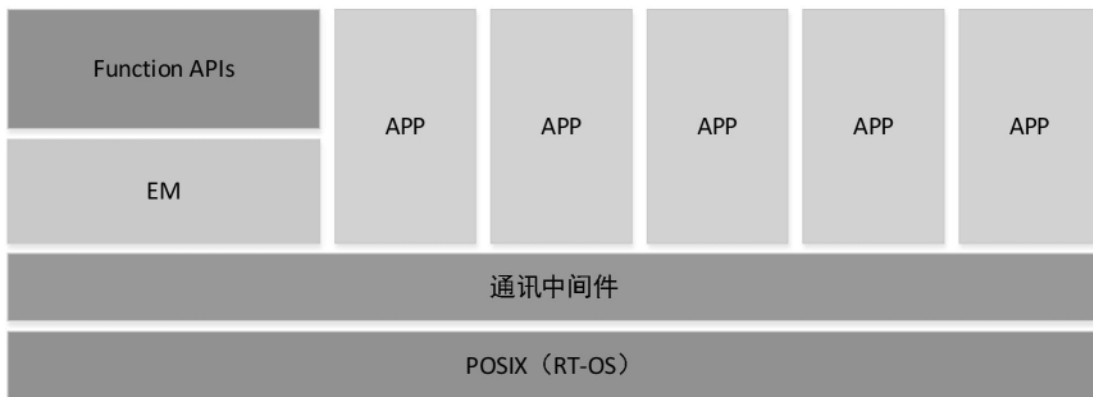 Function APIs
EM
APP
APP
APP
APP
APP
通讯中间件
POSIX（RT-OS）